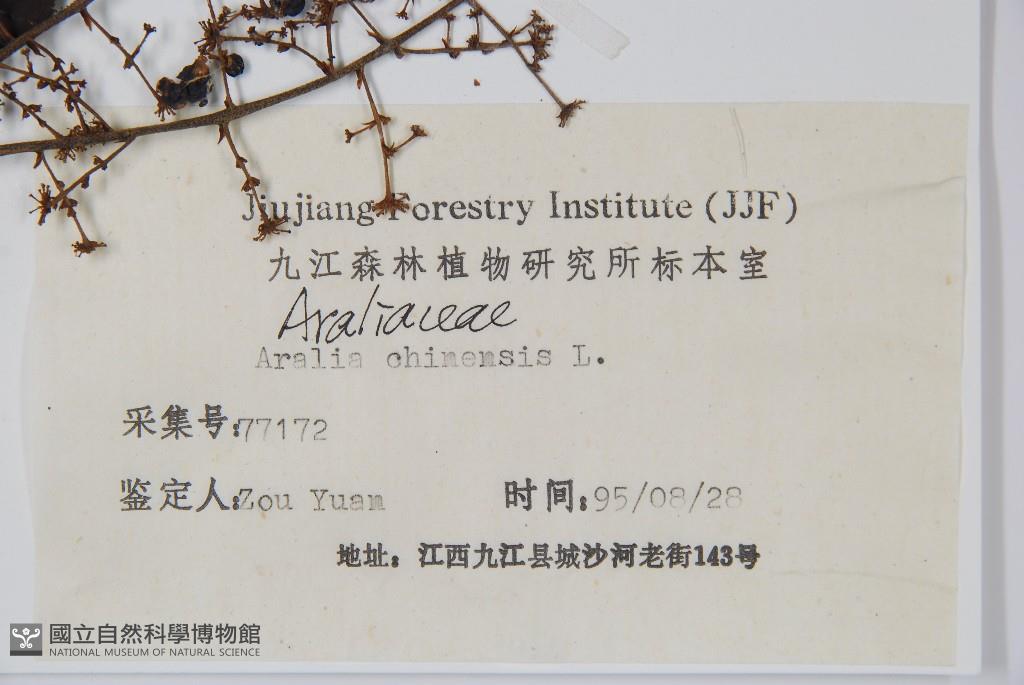 Jiujiang Forestry Institute (JJF)
九江森林植物研究所标本室
Araliaceae
Aralia chinensis L.
采集号:77172
鉴定人:Zou Yuan
时间:95/08/28
地址：江西九江县城沙河老街143号
國立自然科學博物館
NATIONAL MUSEUM OF NATURAL SCIENCE